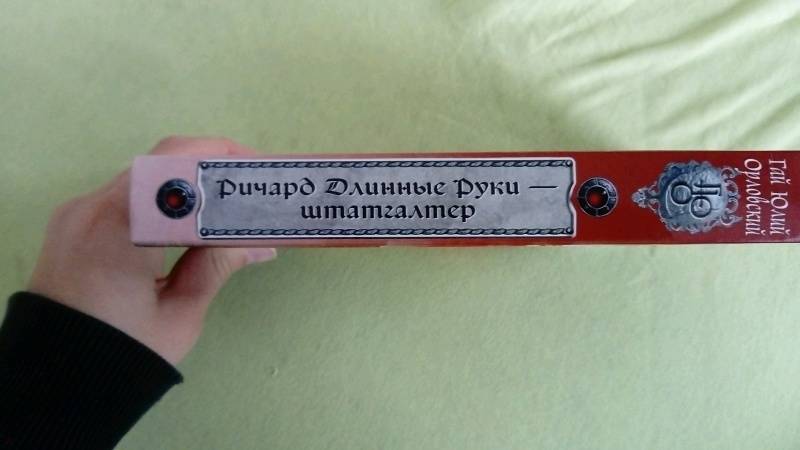 Ричард Длинные Руки —
штатгалтер
Гай Юлий
Орловский